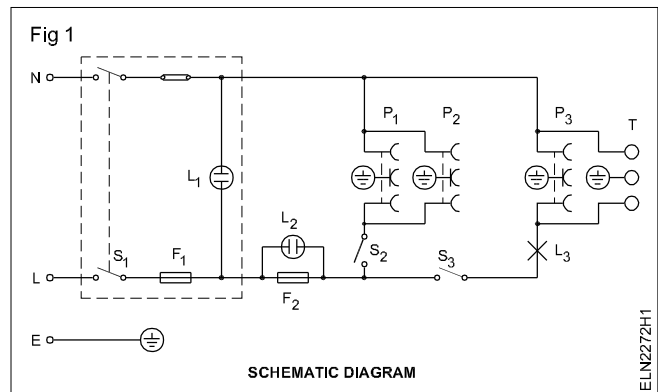 Fig 1
N
P1 P2 P3 T
L1
L2
S1 F1 S2 S3 L3
L
F2
E
SCHEMATIC DIAGRAM
ELN2272H1